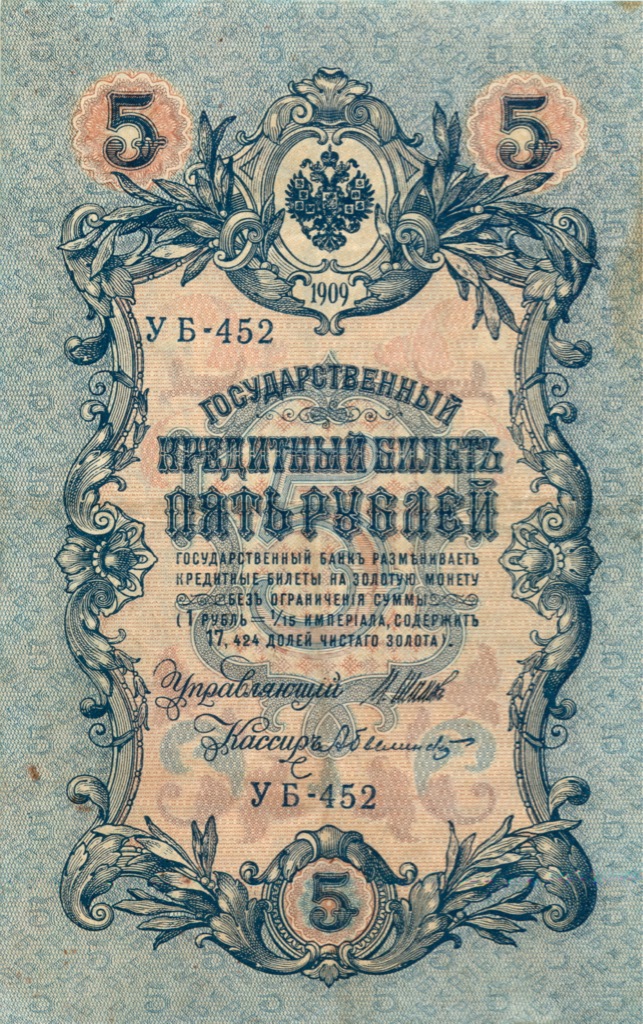 5 5
1909
УБ-452
ГОСУДАРСТВЕННЫЙ
КРЕДИТНЫЙ БИЛЕТЪ
ПЯТЬ РУБЛЕЙ
ГОСУДАРСТВЕННЫЙ БАНКЪ РАЗМѢНИВАЕТЪ
КРЕДИТНЫЕ БИЛЕТЫ НА ЗОЛОТУЮ МОНЕТУ
БЕЗЪ ОГРАНИЧЕНІЯ СУММЫ
(1 РУБЛЬ = 1/15 ИМПЕРІАЛА, СОДЕРЖИТЪ
17,424 ДОЛЕЙ ЧИСТАГО ЗОЛОТА).
Управляющій
Кассиръ
УБ-452
5